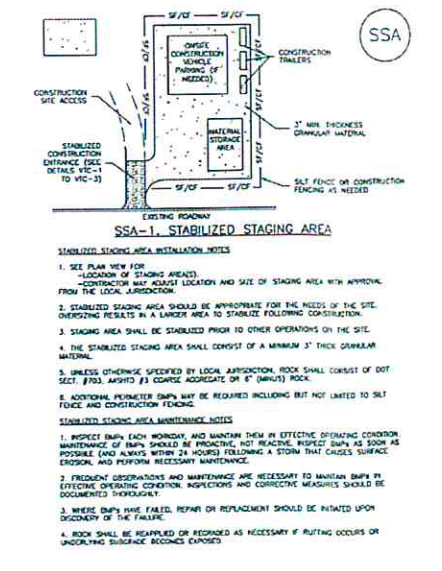 SF/CF SF/CF
SSA
ONSITE
CONSTRUCTION
VEHICLE
PARKING (IF
NEEDED)
CONSTRUCTION
TRAILERS
SF/CF
SF/CF
SF/CF
CONSTRUCTION
SITE ACCESS
3" MIN. THICKNESS
GRANULAR MATERIAL
STABILIZED
CONSTRUCTION
ENTRANCE (SEE
DETAILS VTC-1
TO VTC-3)
MATERIAL
STORAGE
AREA
SF/CF
SILT FENCE OR CONSTRUCTION
FENCING AS NEEDED
SF/CF SF/CF
EXISTING ROADWAY
SSA-1. STABILIZED STAGING AREA
STABILIZED STAGING AREA INSTALLATION NOTES
1. SEE PLAN VIEW FOR
-LOCATION OF STAGING AREA(S).
-CONTRACTOR MAY ADJUST LOCATION AND SIZE OF STAGING AREA WITH APPROVAL
FROM THE LOCAL JURISDICTION.
2. STABILIZED STAGING AREA SHOULD BE APPROPRIATE FOR THE NEEDS OF THE SITE.
OVERSIZING RESULTS IN A LARGER AREA TO STABILIZE FOLLOWING CONSTRUCTION.
3. STAGING AREA SHALL BE STABILIZED PRIOR TO OTHER OPERATIONS ON THE SITE.
4. THE STABILIZED STAGING AREA SHALL CONSIST OF A MINIMUM 3" THICK GRANULAR
MATERIAL.
5. UNLESS OTHERWISE SPECIFIED BY LOCAL JURISDICTION, ROCK SHALL CONSIST OF DOT
SECT. #703, AASHTO #3 COARSE AGGREGATE OR 6" (MINUS) ROCK.
6. ADDITIONAL PERIMETER BMPs MAY BE REQUIRED INCLUDING BUT NOT LIMITED TO SILT
FENCE AND CONSTRUCTION FENCING.
STABILIZED STAGING AREA MAINTENANCE NOTES
1. INSPECT BMPs EACH WORKDAY, AND MAINTAIN THEM IN EFFECTIVE OPERATING CONDITION.
MAINTENANCE OF BMPs SHOULD BE PROACTIVE, NOT REACTIVE. INSPECT BMPs AS SOON AS
POSSIBLE (AND ALWAYS WITHIN 24 HOURS) FOLLOWING A STORM THAT CAUSES SURFACE
EROSION, AND PERFORM NECESSARY MAINTENANCE.
2. FREQUENT OBSERVATIONS AND MAINTENANCE ARE NECESSARY TO MAINTAIN BMPs IN
EFFECTIVE OPERATING CONDITION. INSPECTIONS AND CORRECTIVE MEASURES SHOULD BE
DOCUMENTED THOROUGHLY.
3. WHERE BMPs HAVE FAILED, REPAIR OR REPLACEMENT SHOULD BE INITIATED UPON
DISCOVERY OF THE FAILURE.
4. ROCK SHALL BE REAPPLIED OR REGRADED AS NECESSARY IF RUTTING OCCURS OR
UNDERLYING SUBGRADE BECOMES EXPOSED.